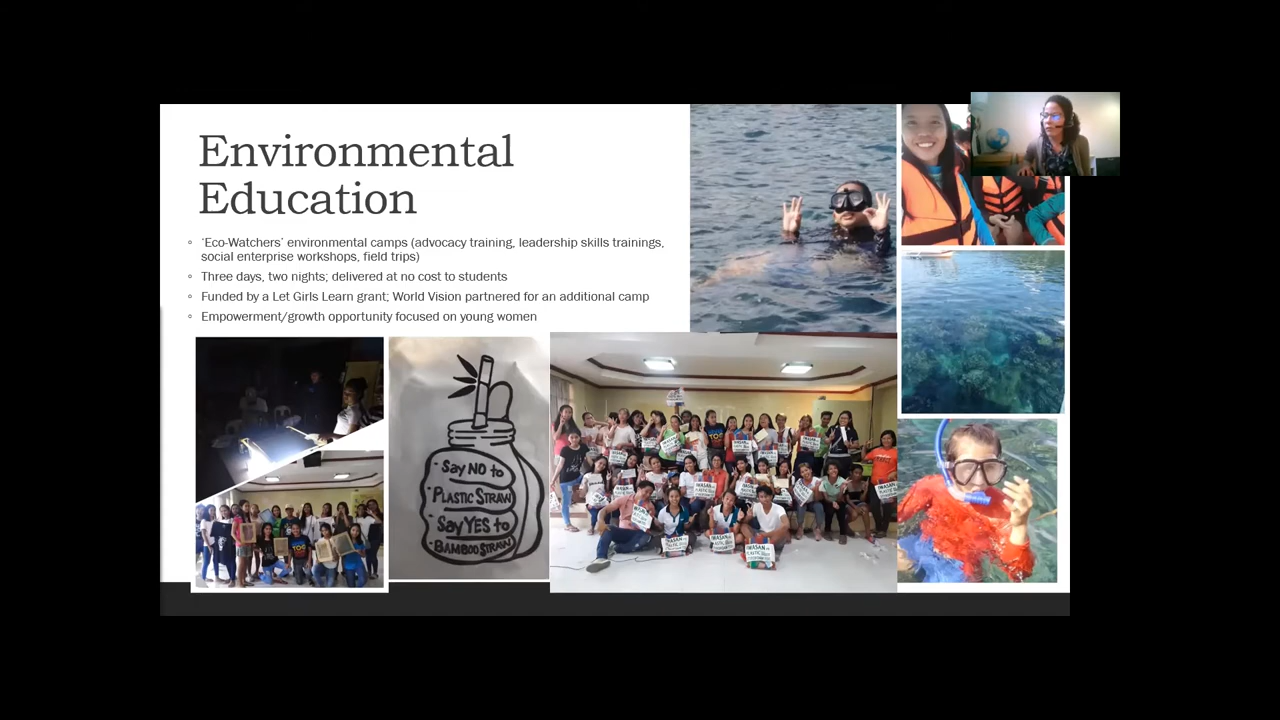 Environmental
Education
‘Eco-Watchers’ environmental camps (advocacy training, leadership skills trainings,
social enterprise workshops, field trips)
Three days, two nights; delivered at no cost to students
Funded by a Let Girls Learn grant; World Vision partnered for an additional camp
Empowerment/growth opportunity focused on young women
- Say NO to
- PLASTIC STRAW
- Say YES to
- BAMBOO STRAW